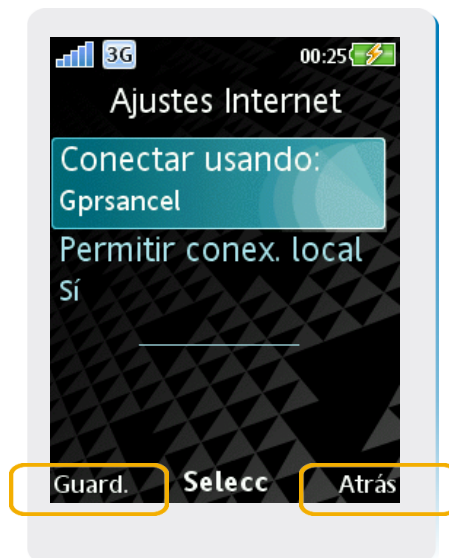 3G 00:25
Ajustes Internet
Conectar usando:
Gprsancel
Permitir conex. local
Sí
Guard. Selecc Atrás